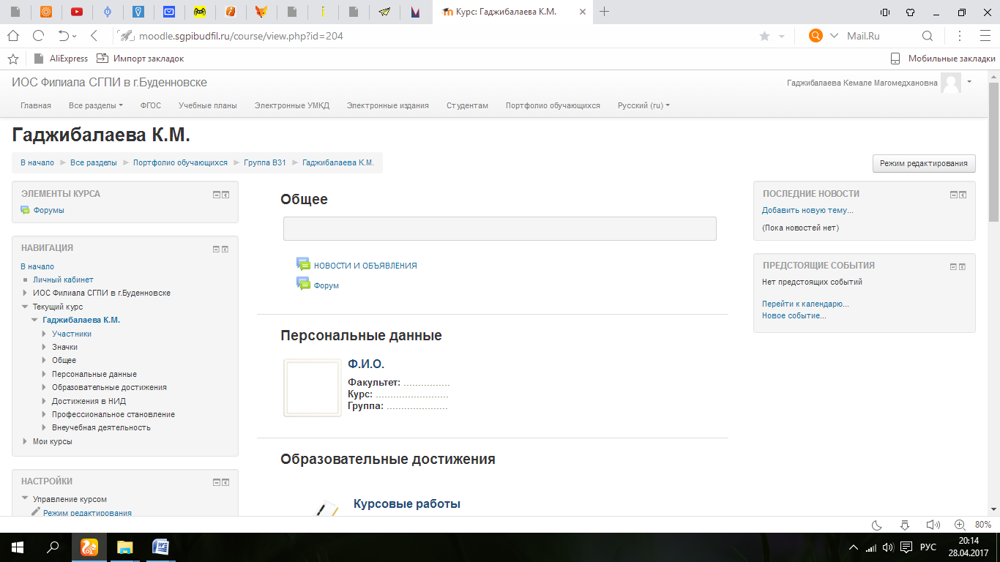 Курс: Гаджибалаева К.М.
moodle.sgpibudfil.ru/course/view.php?id=204
Mail.Ru
AliExpress
Импорт закладок
Мобильные закладки
ИОС Филиала СГПИ в г.Буденновске
Гаджибалаева Кемале Магомедхановна
Главная Все разделы ФГОС Учебные планы Электронные УМКД Электронные издания Студентам Портфолио обучающихся Русский (ru)
Гаджибалаева К.М.
В начало Все разделы Портфолио обучающихся Группа В31 Гаджибалаева К.М.
Режим редактирования
ЭЛЕМЕНТЫ КУРСА
Форумы
НАВИГАЦИЯ
В начало
Личный кабинет
ИОС Филиала СГПИ в г.Буденновске
Текущий курс
Гаджибалаева К.М.
Участники
Значки
Общее
Персональные данные
Образовательные достижения
Достижения в НИД
Профессиональное становление
Внеучебная деятельность
Мои курсы
НАСТРОЙКИ
Управление курсом
Режим редактирования
Общее
НОВОСТИ И ОБЪЯВЛЕНИЯ
Форум
Персональные данные
Ф.И.О.
Факультет: ................
Курс: .........................
Группа: .....................
Образовательные достижения
Курсовые работы
ПОСЛЕДНИЕ НОВОСТИ
Добавить новую тему...
(Пока новостей нет)
ПРЕДСТОЯЩИЕ СОБЫТИЯ
Нет предстоящих событий
Перейти к календарю...
Новое событие...
80%
РУС
20:14
28.04.2017